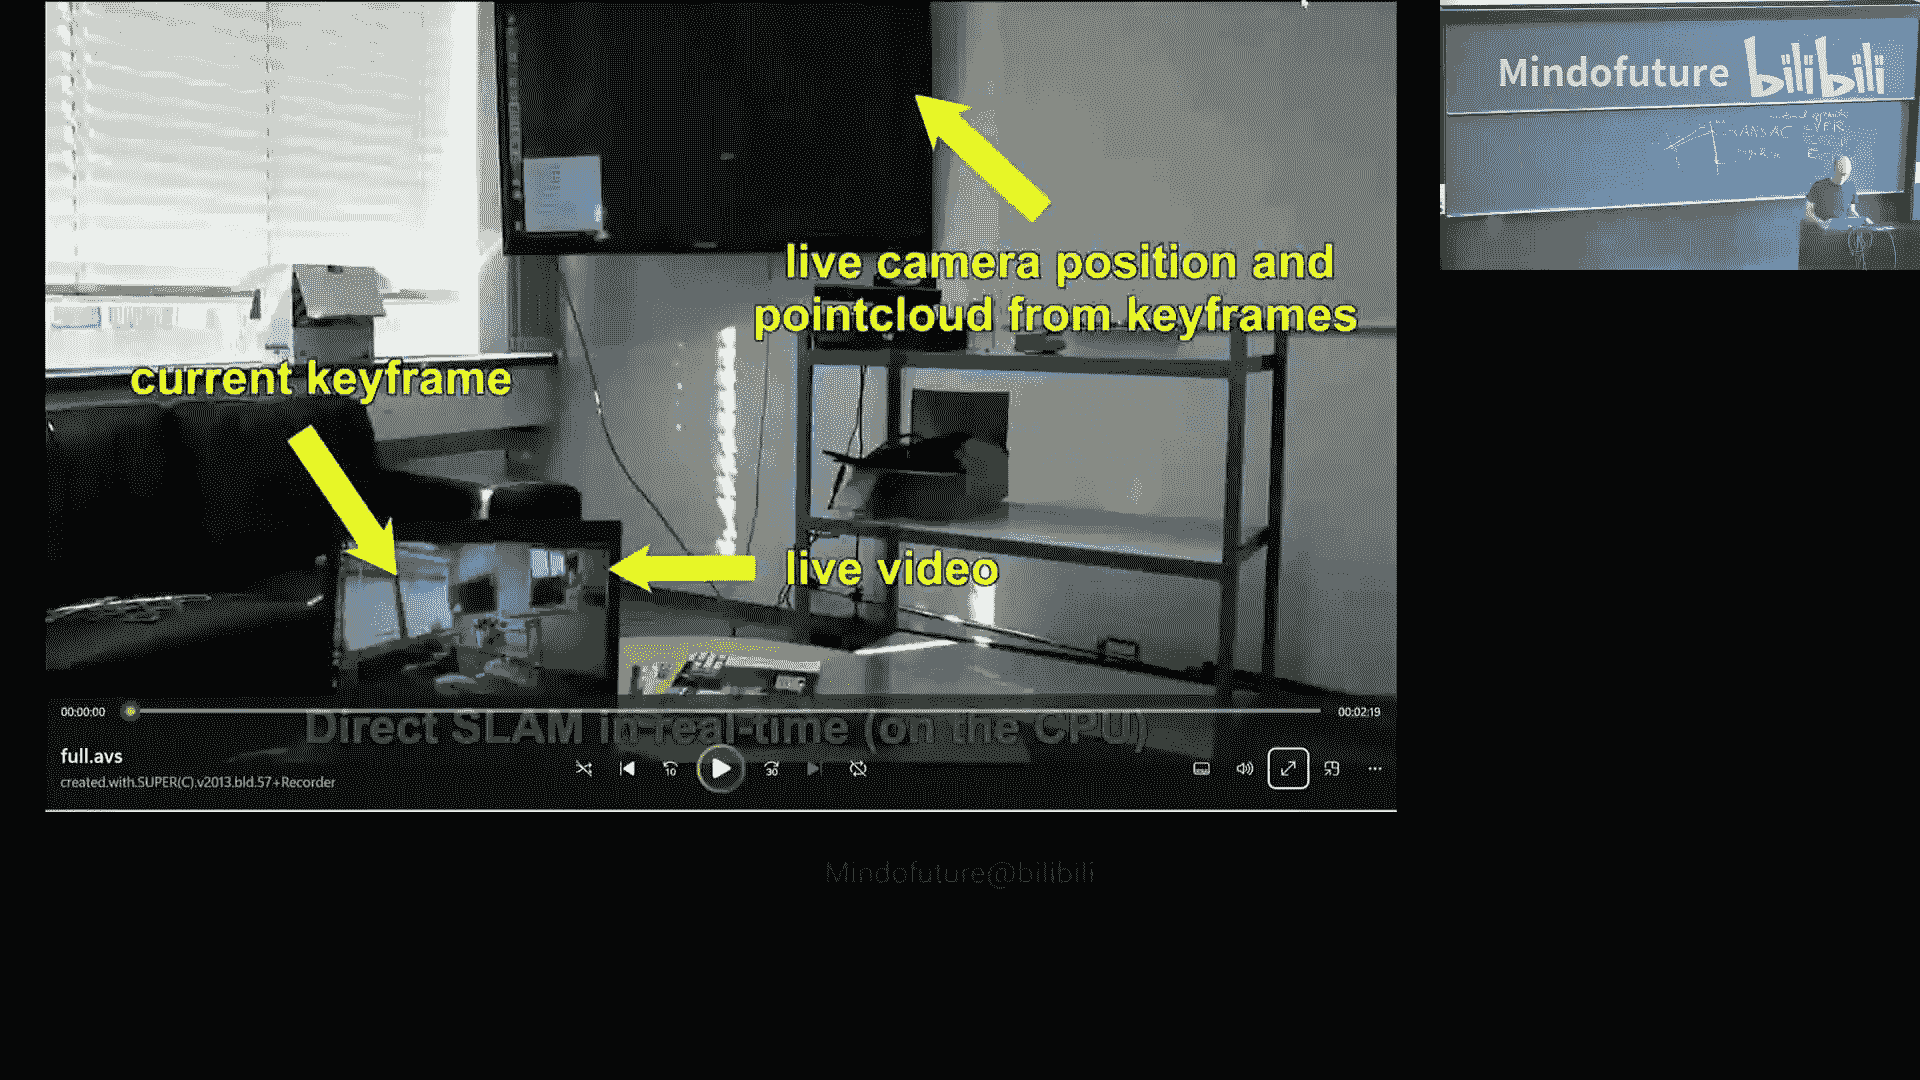 live camera position and
pointcloud from keyframes
current keyframe
live video
00:00:00
00:02:19
Direct SLAM in real-time (on the CPU)
full.avs
created.with.SUPER(C).v2013.bld.57+Recorder
10
30
Mindofuture bilibili
Mindofuture@bilibili